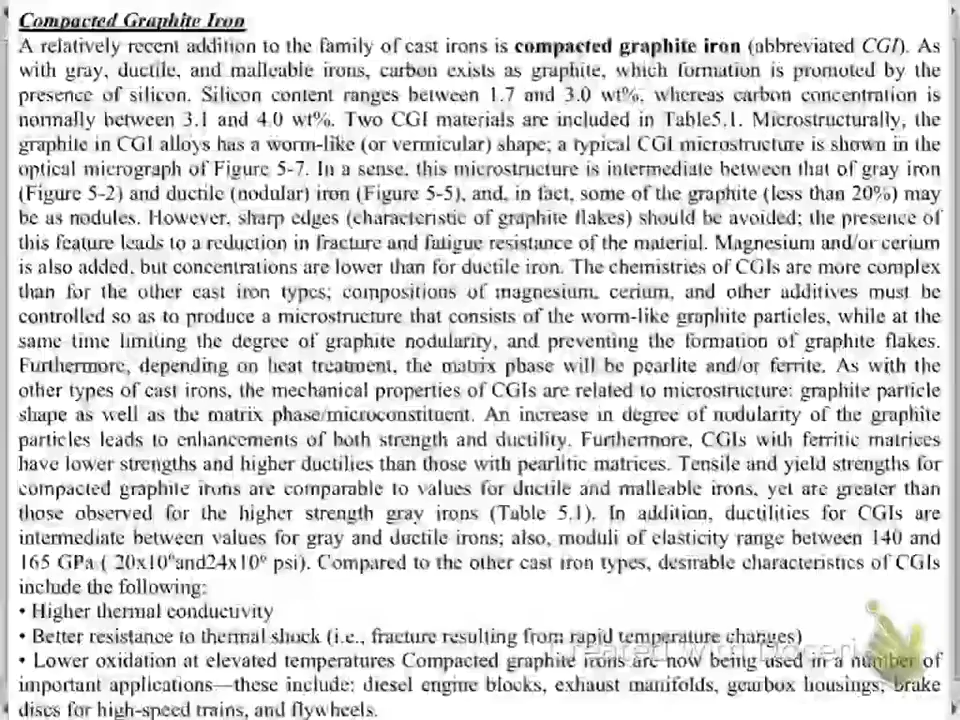 Compacted Graphite Iron
A relatively recent addition to the family of cast irons is compacted graphite iron (abbreviated CGI). As
with gray, ductile, and malleable irons, carbon exists as graphite, which formation is promoted by the
presence of silicon. Silicon content ranges between 1.7 and 3.0 wt%, whereas carbon concentration is
normally between 3.1 and 4.0 wt%. Two CGI materials are included in Table5.1. Microstructurally, the
graphite in CGI alloys has a worm-like (or vermicular) shape; a typical CGI microstructure is shown in the
optical micrograph of Figure 5-7. In a sense, this microstructure is intermediate between that of gray iron
(Figure 5-2) and ductile (nodular) iron (Figure 5-5), and, in fact, some of the graphite (less than 20%) may
be as nodules. However, sharp edges (characteristic of graphite flakes) should be avoided; the presence of
this feature leads to a reduction in fracture and fatigue resistance of the material. Magnesium and/or cerium
is also added, but concentrations are lower than for ductile iron. The chemistries of CGIs are more complex
than for the other cast iron types; compositions of magnesium, cerium, and other additives must be
controlled so as to produce a microstructure that consists of the worm-like graphite particles, while at the
same time limiting the degree of graphite nodularity, and preventing the formation of graphite flakes.
Furthermore, depending on heat treatment, the matrix phase will be pearlite and/or ferrite. As with the
other types of cast irons, the mechanical properties of CGIs are related to microstructure: graphite particle
shape as well as the matrix phase/microconstituent. An increase in degree of nodularity of the graphite
particles leads to enhancements of both strength and ductility. Furthermore, CGIs with ferritic matrices
have lower strengths and higher ductilies than those with pearlitic matrices. Tensile and yield strengths for
compacted graphite irons are comparable to values for ductile and malleable irons, yet are greater than
those observed for the higher strength gray irons (Table 5.1). In addition, ductilities for CGIs are
intermediate between values for gray and ductile irons; also, moduli of elasticity range between 140 and
165 GPa ( 20x10⁶and24x10⁶ psi). Compared to the other cast iron types, desirable characteristics of CGIs
include the following:
• Higher thermal conductivity
• Better resistance to thermal shock (i.e., fracture resulting from rapid temperature changes)
• Lower oxidation at elevated temperatures Compacted graphite irons are now being used in a number of
important applications—these include: diesel engine blocks, exhaust manifolds, gearbox housings, brake
discs for high-speed trains, and flywheels.